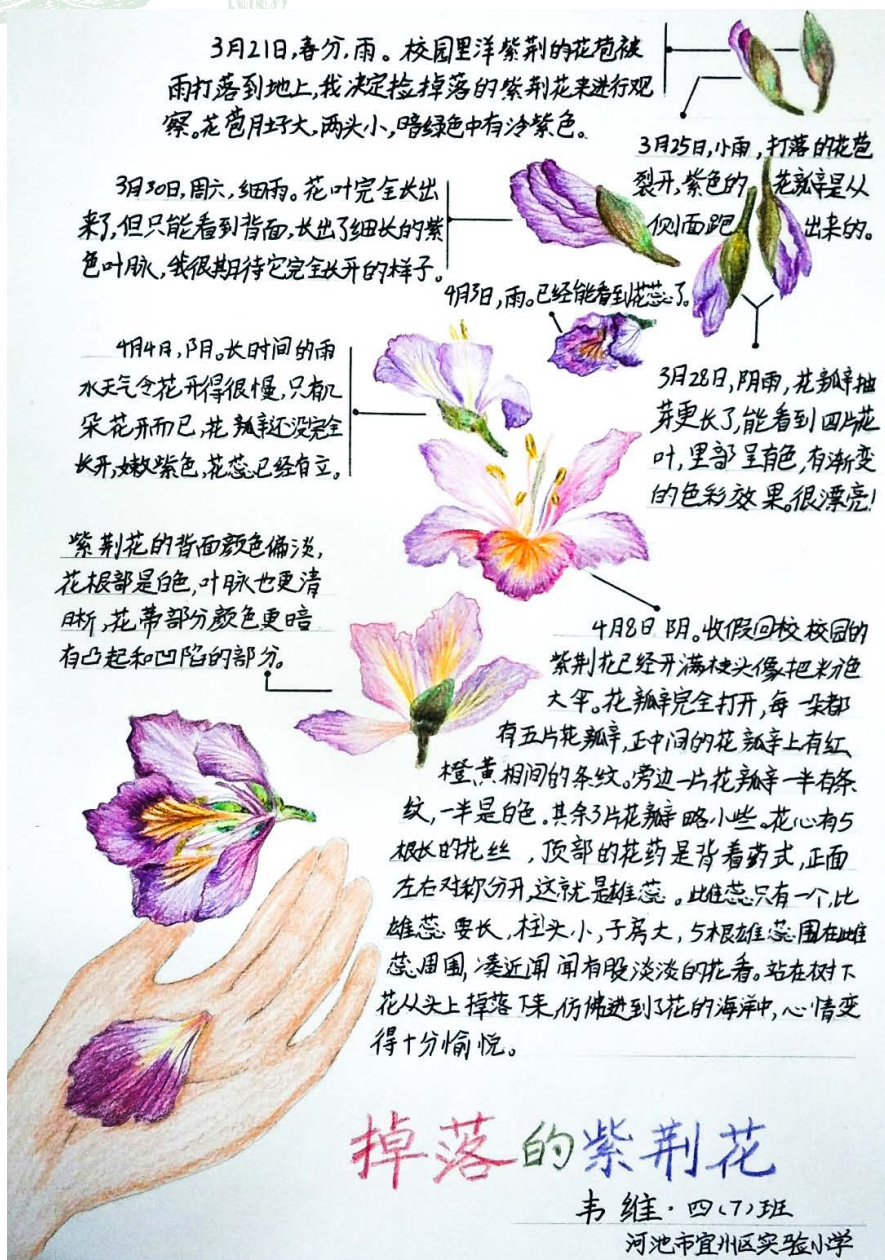 3月21日,春分,雨。校园里洋紫荆的花苞被
雨打落到地上,我决定捡掉落的紫荆花来进行观
察。花苞肚子大,两头小,暗绿色中有冷紫色。
3月25日,小雨,打落的花苞
裂开,紫色的花瓣是从
侧面跑出来的。
3月30日,周六,细雨。花叶完全长出
来了,但只能看到背面,长出了细长的紫
色叶脉,我很期待它完全长开的样子。
4月3日,雨。已经能看到花蕊了。
3月28日,阴雨,花瓣抽
芽更长了,能看到四片花
叶,里部呈有色,有渐变
的色彩效果。很漂亮!
4月4日,阴。长时间的雨
水天气令花开得很慢,只有几
朵花开而已,花瓣还没完全
长开,嫩紫色,花蕊已经自立。
紫荆花的背面颜色偏淡,
花根部是白色,叶脉也更清
晰,花蒂部分颜色更暗
有凸起和凹陷的部分。
4月8日 阴。收假回校校园的
紫荆花已经开满枝头像把粉色
大伞。花瓣完全打开,每一朵都
有五片花瓣,正中间的花瓣上有红、
橙、黄相间的条纹。旁边一片花瓣一半有条
纹,一半是白色。其余3片花瓣略小些。花心有5
根长的花丝,顶部的花药是背着药式,正面
左右对称分开,这就是雄蕊。雌蕊只有一个,比
雄蕊要长,柱头小,子房大,5根雄蕊围在雌
蕊周围,凑近闻闻有股淡淡的花香。站在树下
花从头上掉落下来,仿佛进到了花的海洋中,心情变
得十分愉悦。
掉落的紫荆花
韦维·四(7)班
河池市宜州区实验小学